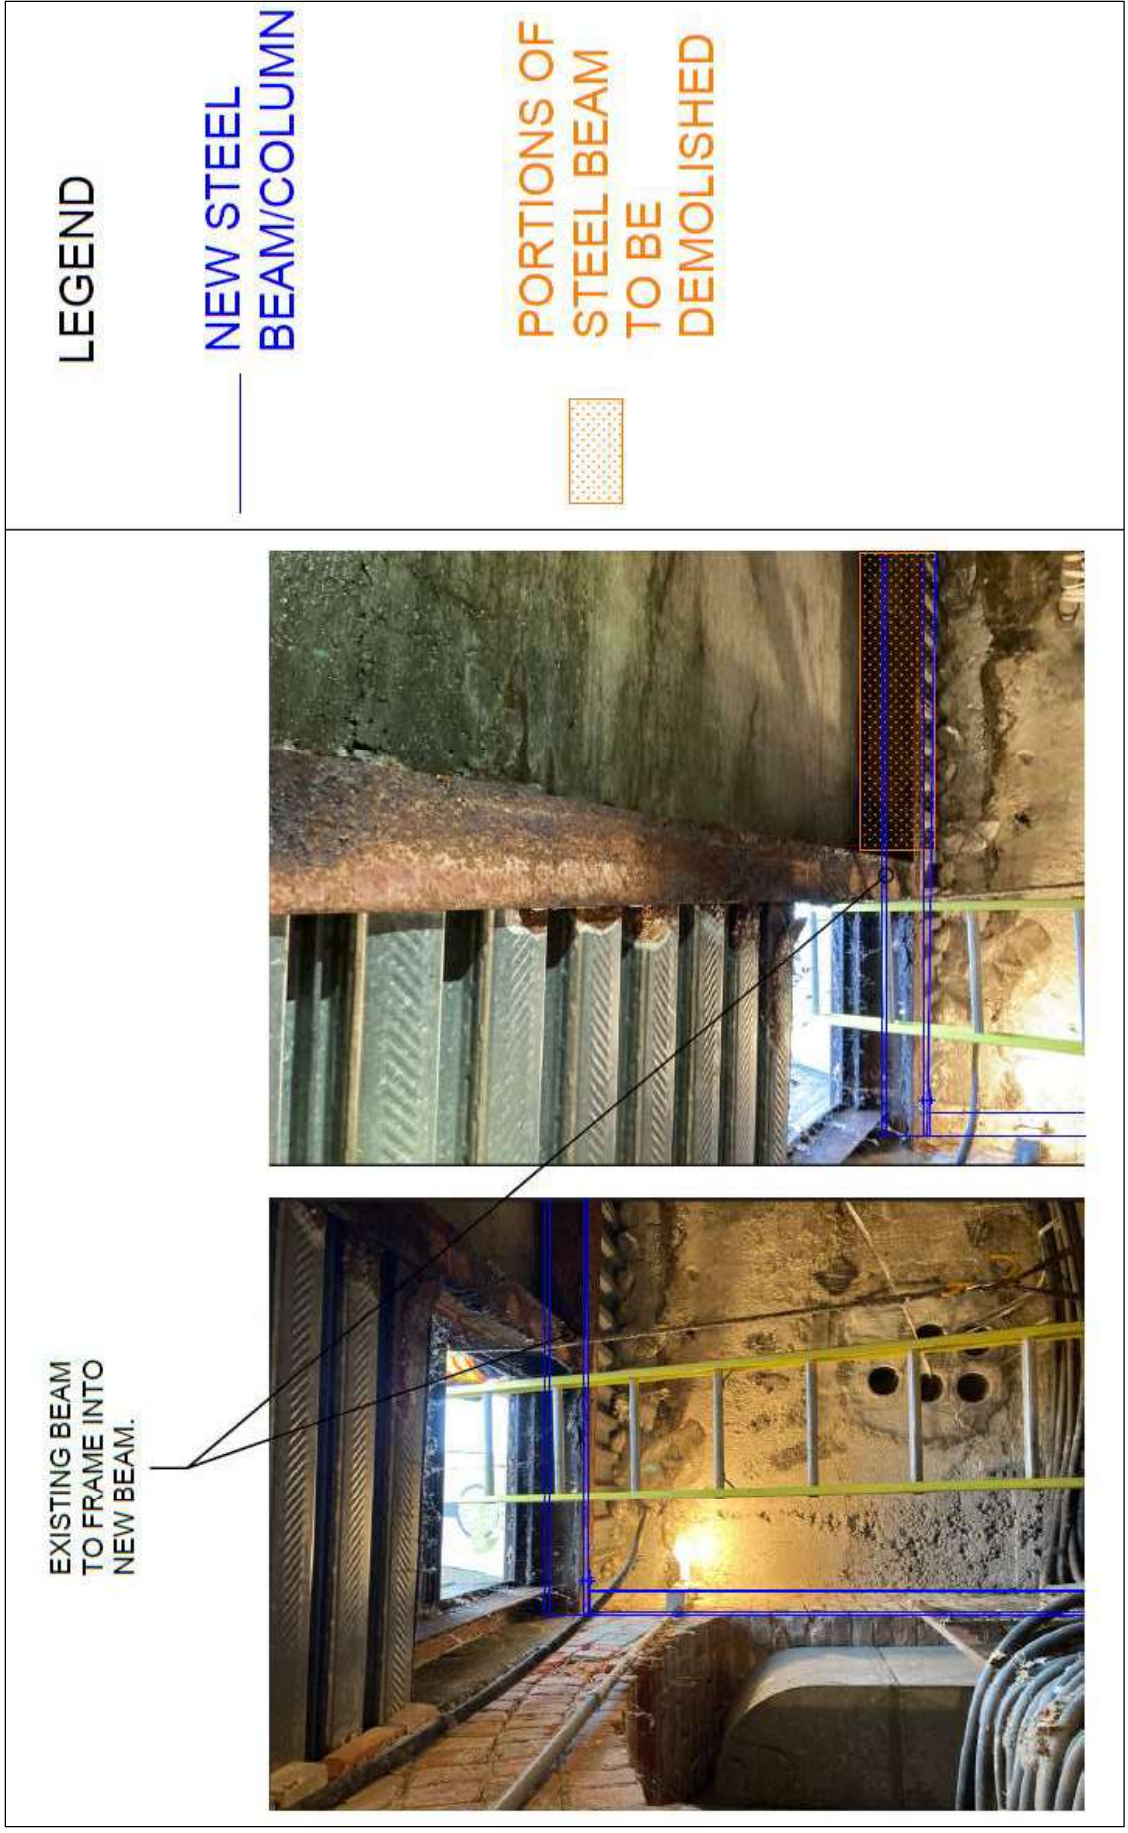 EXISTING BEAM
TO FRAME INTO
NEW BEAM.
LEGEND
NEW STEEL
BEAM/COLUMN
PORTIONS OF
STEEL BEAM
TO BE
DEMOLISHED